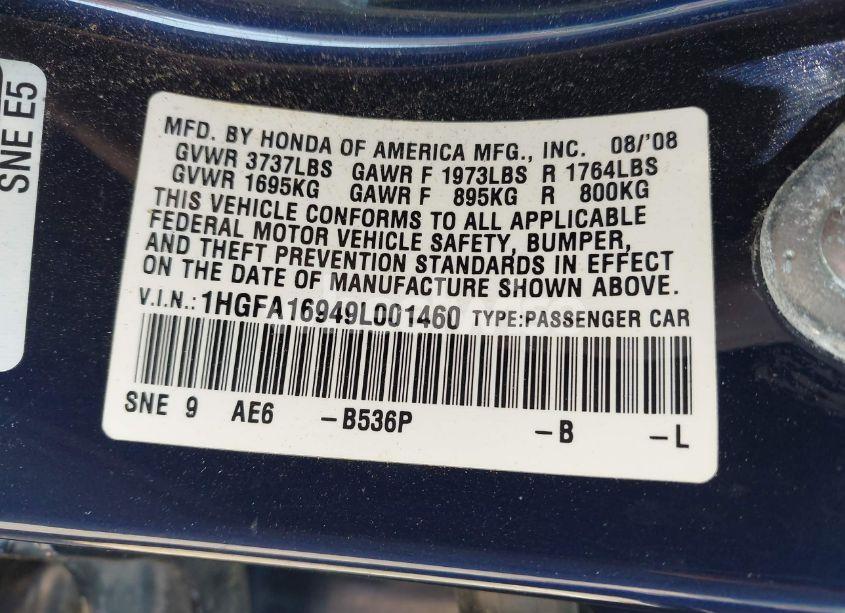 SNE E5
MFD. BY HONDA OF AMERICA MFG., INC. 08/'08
GVWR 3737LBS GAWR F 1973LBS R 1764LBS
GVWR 1695KG GAWR F 895KG R 800KG
THIS VEHICLE CONFORMS TO ALL APPLICABLE
FEDERAL MOTOR VEHICLE SAFETY, BUMPER,
AND THEFT PREVENTION STANDARDS IN EFFECT
ON THE DATE OF MANUFACTURE SHOWN ABOVE.
V.I.N.: 1HGFA16949L001460 TYPE:PASSENGER CAR
SNE 9 AE6 -B536P -B -L